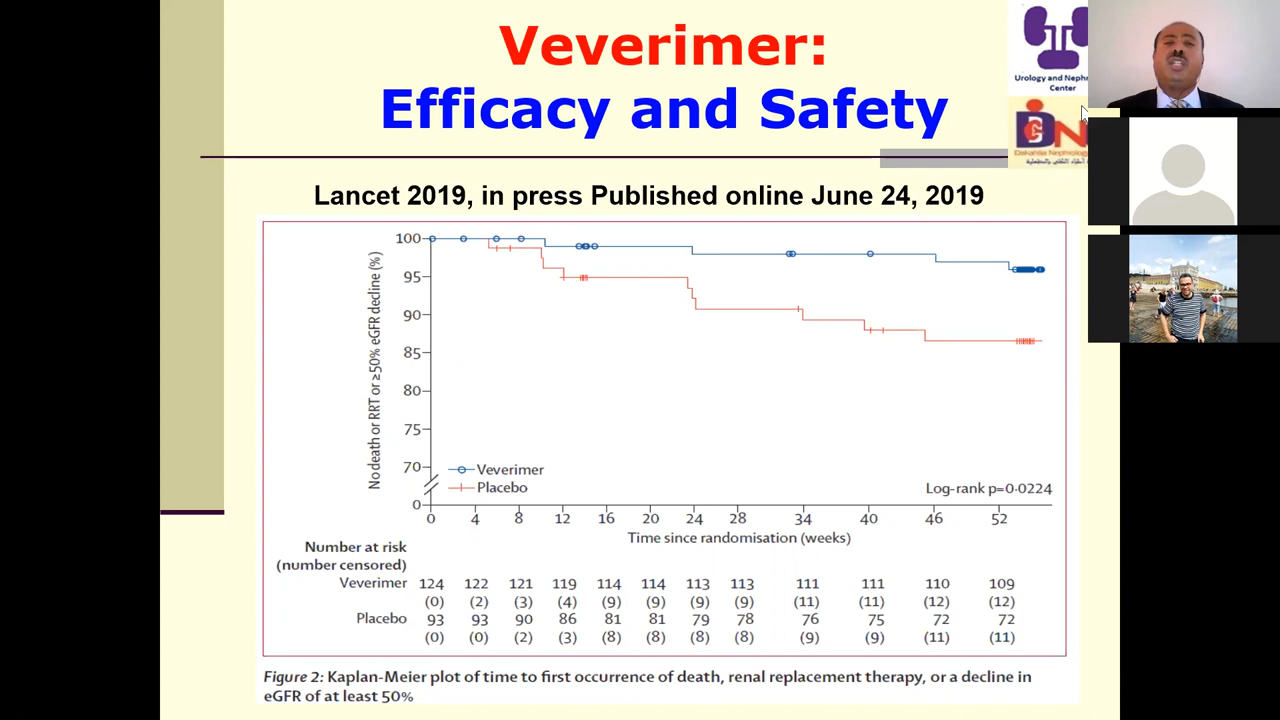 Veverimer:
Efficacy and Safety
Urology and Neph
Center
Dakahlia Nephrology
Lancet 2019, in press Published online June 24, 2019
No death or RRT or ≥50% eGFR decline (%)
100
95
90
85
80
75
70
0
Veverimer
Placebo
Log-rank p=0·0224
0 4 8 12 16 20 24 28 34 40 46 52
Time since randomisation (weeks)
Number at risk
(number censored)
Veverimer 124 122 121 119 114 114 113 113 111 111 110 109
(0) (2) (3) (4) (9) (9) (9) (9) (11) (11) (12) (12)
Placebo 93 93 90 86 81 81 79 78 76 75 72 72
(0) (0) (2) (3) (8) (8) (8) (8) (9) (9) (11) (11)
Figure 2: Kaplan-Meier plot of time to first occurrence of death, renal replacement therapy, or a decline in
eGFR of at least 50%